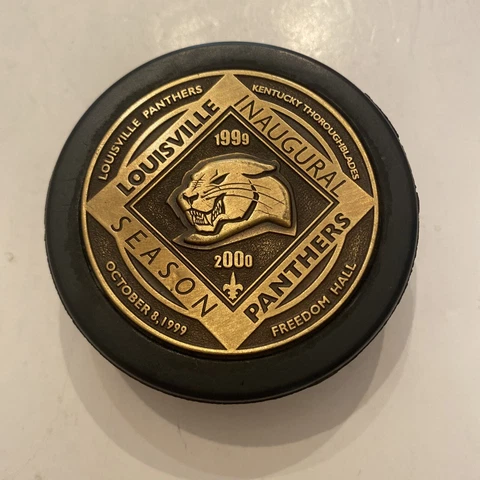 LOUISVILLE PANTHERS
KENTUCKY THOROUGHBLADES
LOUISVILLE
INAUGURAL
1999
2000
SEASON
PANTHERS
OCTOBER 8, 1999
FREEDOM HALL